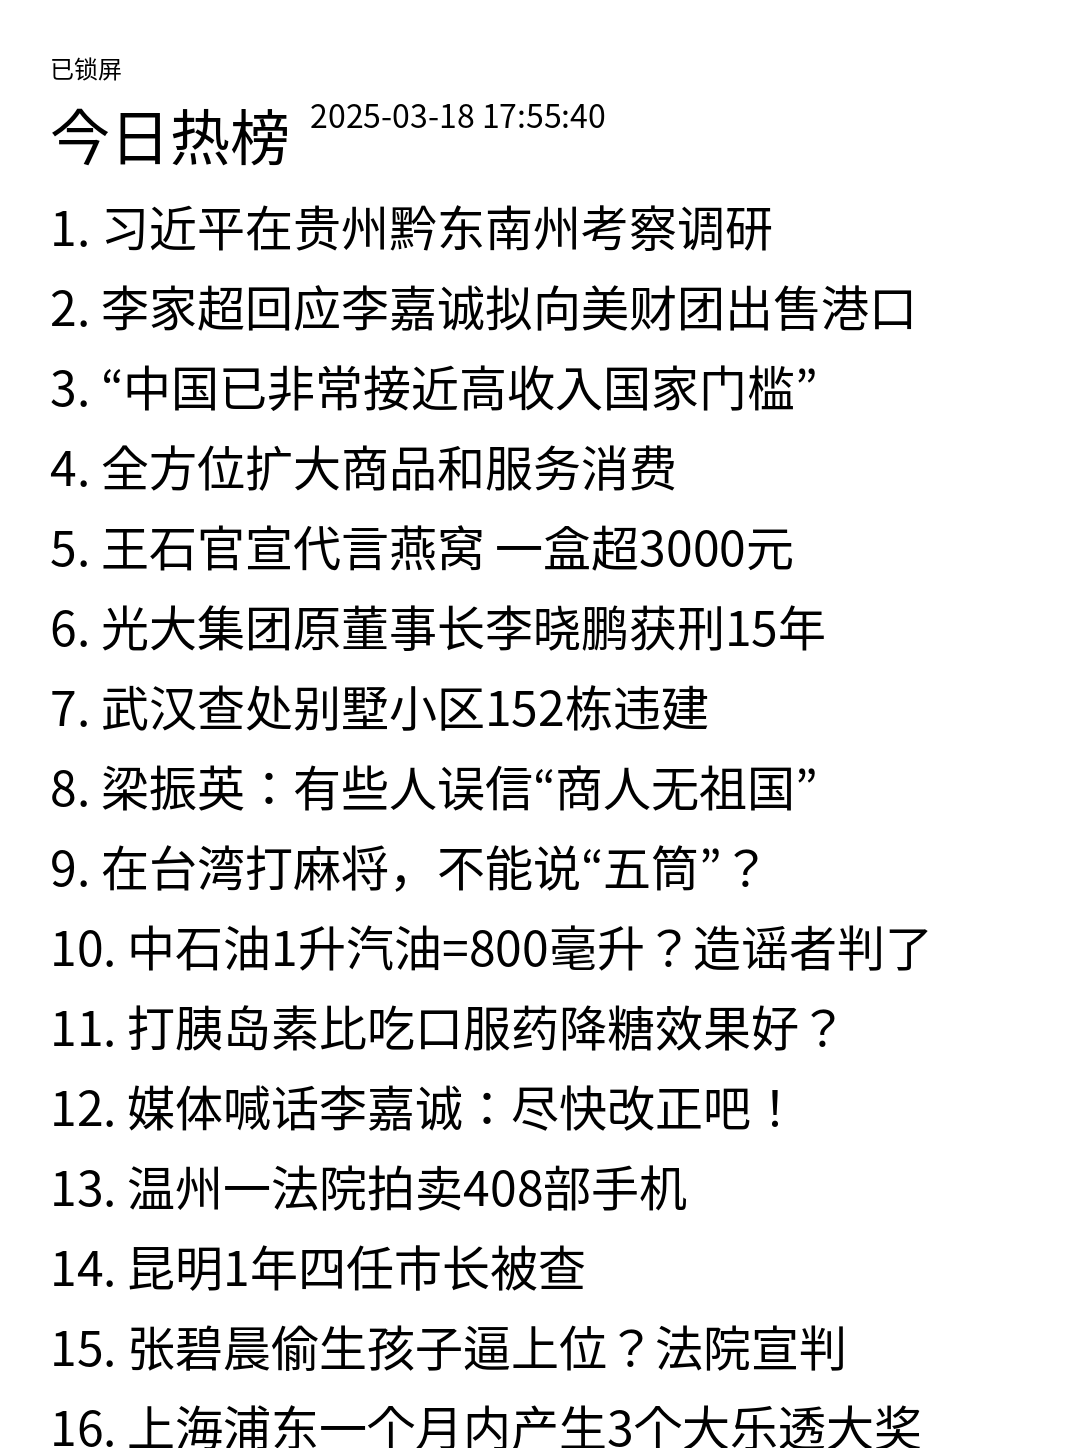 已锁屏
今日热榜 2025-03-18 17:55:40
1. 习近平在贵州黔东南州考察调研
2. 李家超回应李嘉诚拟向美财团出售港口
3. “中国已非常接近高收入国家门槛”
4. 全方位扩大商品和服务消费
5. 王石官宣代言燕窝 一盒超3000元
6. 光大集团原董事长李晓鹏获刑15年
7. 武汉查处别墅小区152栋违建
8. 梁振英：有些人误信“商人无祖国”
9. 在台湾打麻将，不能说“五筒”？
10. 中石油1升汽油=800毫升？造谣者判了
11. 打胰岛素比吃口服药降糖效果好？
12. 媒体喊话李嘉诚：尽快改正吧！
13. 温州一法院拍卖408部手机
14. 昆明1年四任市长被查
15. 张碧晨偷生孩子逼上位？法院宣判
16. 上海浦东一个月内产生3个大乐透大奖